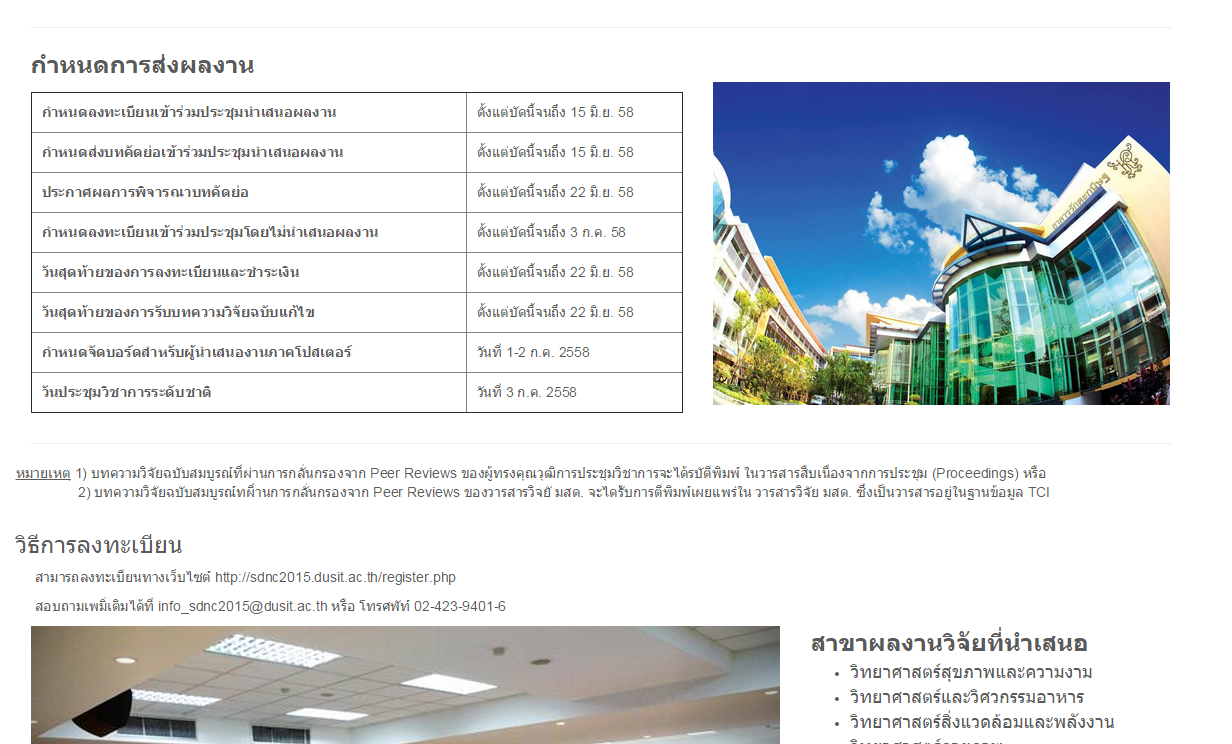 กำหนดการส่งผลงาน
กำหนดลงทะเบียนเข้าร่วมประชุมนำเสนอผลงาน ตั้งแต่บัดนี้จนถึง 15 มิ.ย. 58
กำหนดส่งบทคัดย่อเข้าร่วมประชุมนำเสนอผลงาน ตั้งแต่บัดนี้จนถึง 15 มิ.ย. 58
ประกาศผลการพิจารณาบทคัดย่อ ตั้งแต่บัดนี้จนถึง 22 มิ.ย. 58
กำหนดลงทะเบียนเข้าร่วมประชุมโดยไม่นำเสนอผลงาน ตั้งแต่บัดนี้จนถึง 3 ก.ค. 58
วันสุดท้ายของการลงทะเบียนและชำระเงิน ตั้งแต่บัดนี้จนถึง 22 มิ.ย. 58
วันสุดท้ายของการรับบทความวิจัยฉบับแก้ไข ตั้งแต่บัดนี้จนถึง 22 มิ.ย. 58
กำหนดจัดบอร์ดสำหรับผู้นำเสนองานภาคโปสเตอร์ วันที่ 1-2 ก.ค. 2558
วันประชุมวิชาการระดับชาติ วันที่ 3 ก.ค. 2558
หมายเหตุ 1) บทความวิจัยฉบับสมบูรณ์ที่ผ่านการกลั่นกรองจาก Peer Reviews ของผู้ทรงคุณวุฒิการประชุมวิชาการจะได้รบัตีพิมพ์ ในวารสารสืบเนื่องจากการประชุม (Proceedings) หรือ
2) บทความวิจัยฉบับสมบูรณ์ทผี่านการกลั่นกรองจาก Peer Reviews ของวารสารวิจยั มสด. จะไดร้ับการตีพิมพ์เผยแพร่ใน วารสารวิจัย มสด. ซึ่งเป็นวารสารอยู่ในฐานข้อมูล TCI
วิธีการลงทะเบียน
สามารถลงทะเบียนทางเว็บไซต์ http://sdnc2015.dusit.ac.th/register.php
สอบถามเพมิ่เติมได้ที่ info_sdnc2015@dusit.ac.th หรือ โทรศพัท์ 02-423-9401-6
สาขาผลงานวิจัยที่นำเสนอ
วิทยาศาสตร์สุขภาพและความงาม
วิทยาศาสตร์และวิศวกรรมอาหาร
วิทยาศาสตร์สิ่งแวดล้อมและพลังงาน